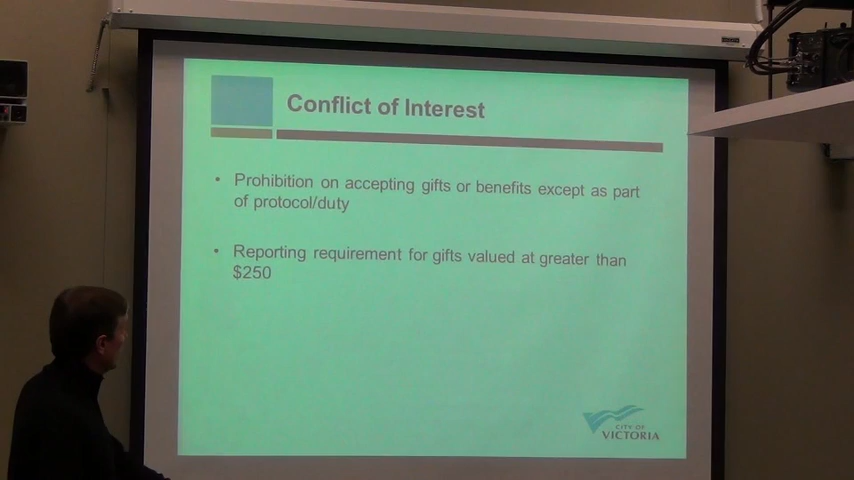 Conflict of Interest
• Prohibition on accepting gifts or benefits except as part
of protocol/duty
• Reporting requirement for gifts valued at greater than
$250
CITY OF
VICTORIA